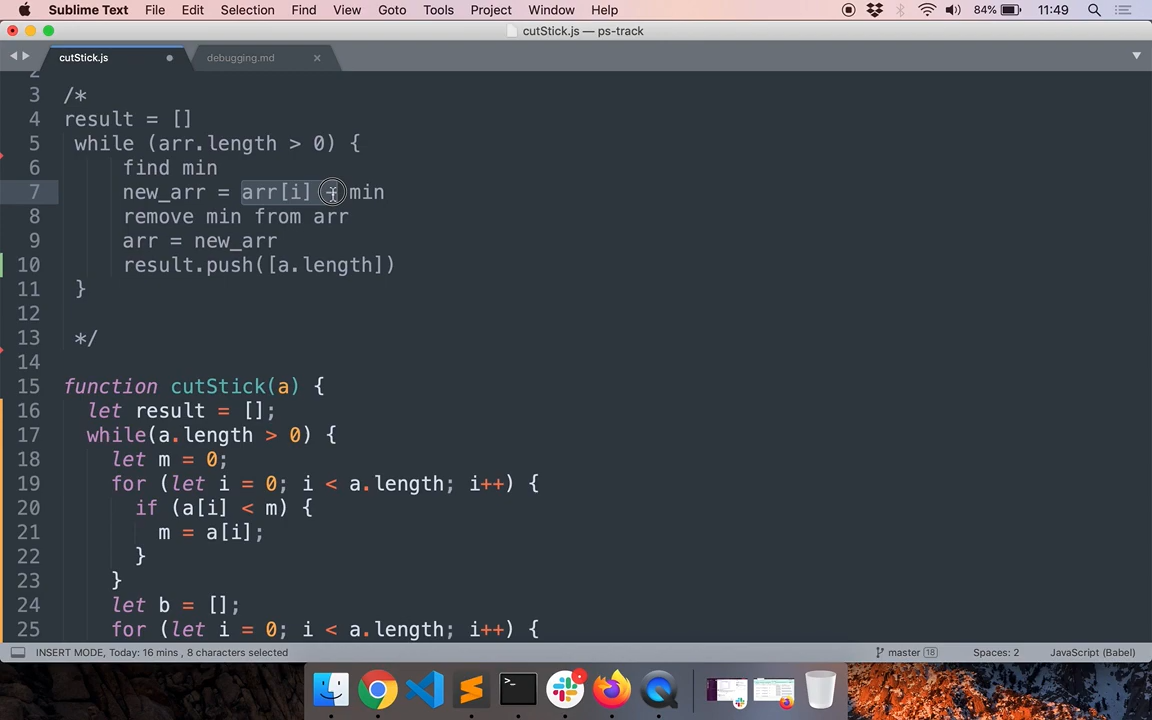 Sublime Text File Edit Selection Find View Goto Tools Project Window Help 84% 11:49
cutStick.js — ps-track
cutStick.js debugging.md
2
3 /*
4 result = []
5 while (arr.length > 0) {
6 find min
7 new_arr = arr[i] - min
8 remove min from arr
9 arr = new_arr
10 result.push([a.length])
11 }
12
13 */
14
15 function cutStick(a) {
16 let result = [];
17 while(a.length > 0) {
18 let m = 0;
19 for (let i = 0; i < a.length; i++) {
20 if (a[i] < m) {
21 m = a[i];
22 }
23 }
24 let b = [];
25 for (let i = 0; i < a.length; i++) {
INSERT MODE, Today: 16 mins , 8 characters selected master 18 Spaces: 2 JavaScript (Babel)
>_